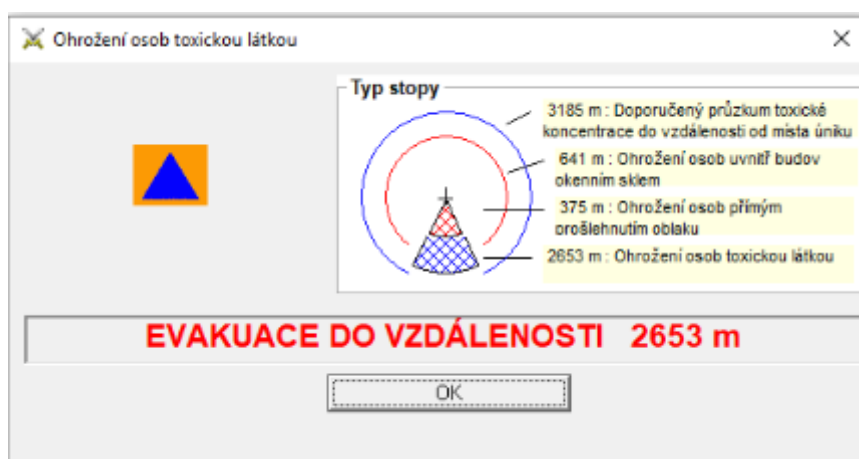 Ohrožení osob toxickou látkou
Typ stopy
3185 m : Doporučený průzkum toxické
koncentrace do vzdálenosti od místa úniku
641 m : Ohrožení osob uvnitř budov
okenním sklem
375 m : Ohrožení osob přímým
prošlehnutím oblaku
2653 m : Ohrožení osob toxickou látkou
EVAKUACE DO VZDÁLENOSTI 2653 m
OK